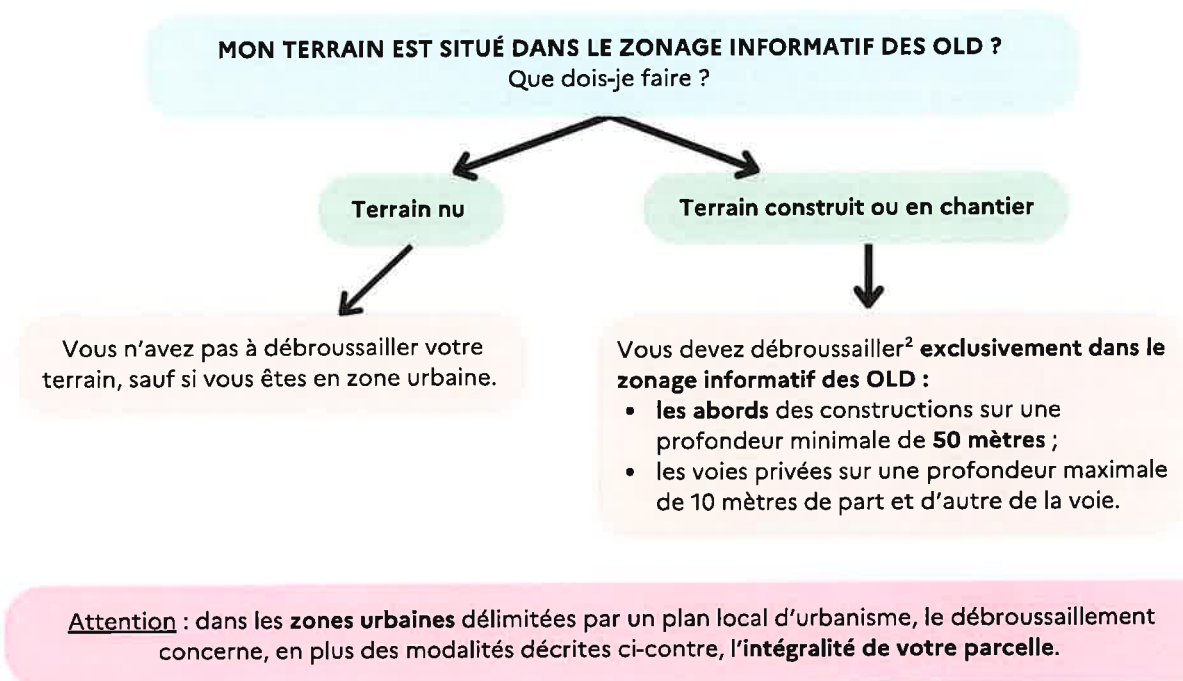 MON TERRAIN EST SITUÉ DANS LE ZONAGE INFORMATIF DES OLD ?
Que dois-je faire ?
Terrain nu
Terrain construit ou en chantier
Vous n'avez pas à débroussailler votre
terrain, sauf si vous êtes en zone urbaine.
Vous devez débroussailler² exclusivement dans le
zonage informatif des OLD :
• les abords des constructions sur une
profondeur minimale de 50 mètres ;
• les voies privées sur une profondeur maximale
de 10 mètres de part et d'autre de la voie.
Attention : dans les zones urbaines délimitées par un plan local d'urbanisme, le débroussaillement
concerne, en plus des modalités décrites ci-contre, l'intégralité de votre parcelle.